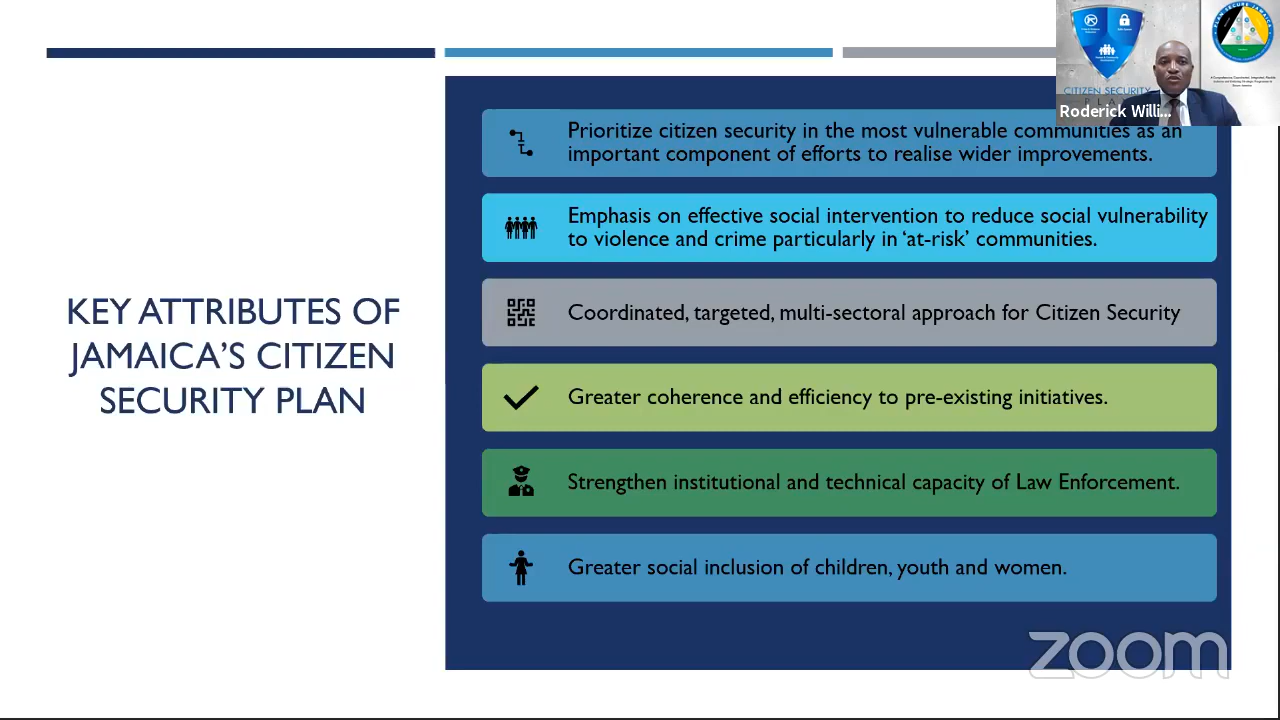 KEY ATTRIBUTES OF
JAMAICA’S CITIZEN
SECURITY PLAN
Prioritize citizen security in the most vulnerable communities as an
important component of efforts to realise wider improvements.
Emphasis on effective social intervention to reduce social vulnerability
to violence and crime particularly in ‘at-risk’ communities.
Coordinated, targeted, multi-sectoral approach for Citizen Security
Greater coherence and efficiency to pre-existing initiatives.
Strengthen institutional and technical capacity of Law Enforcement.
Greater social inclusion of children, youth and women.
PLAN SECURE JAMAICA
CITIZEN SECURITY
Roderick Willi...
zoom